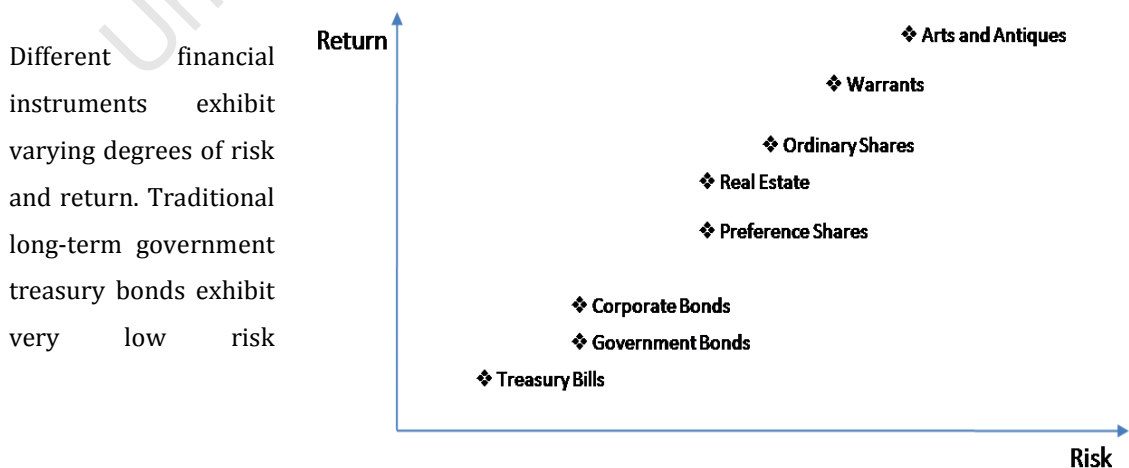 Different financial
instruments exhibit
varying degrees of risk
and return. Traditional
long-term government
treasury bonds exhibit
very low risk
Return
❖ Arts and Antiques
❖ Warrants
❖ Ordinary Shares
❖ Real Estate
❖ Preference Shares
❖ Corporate Bonds
❖ Government Bonds
❖ Treasury Bills
Risk